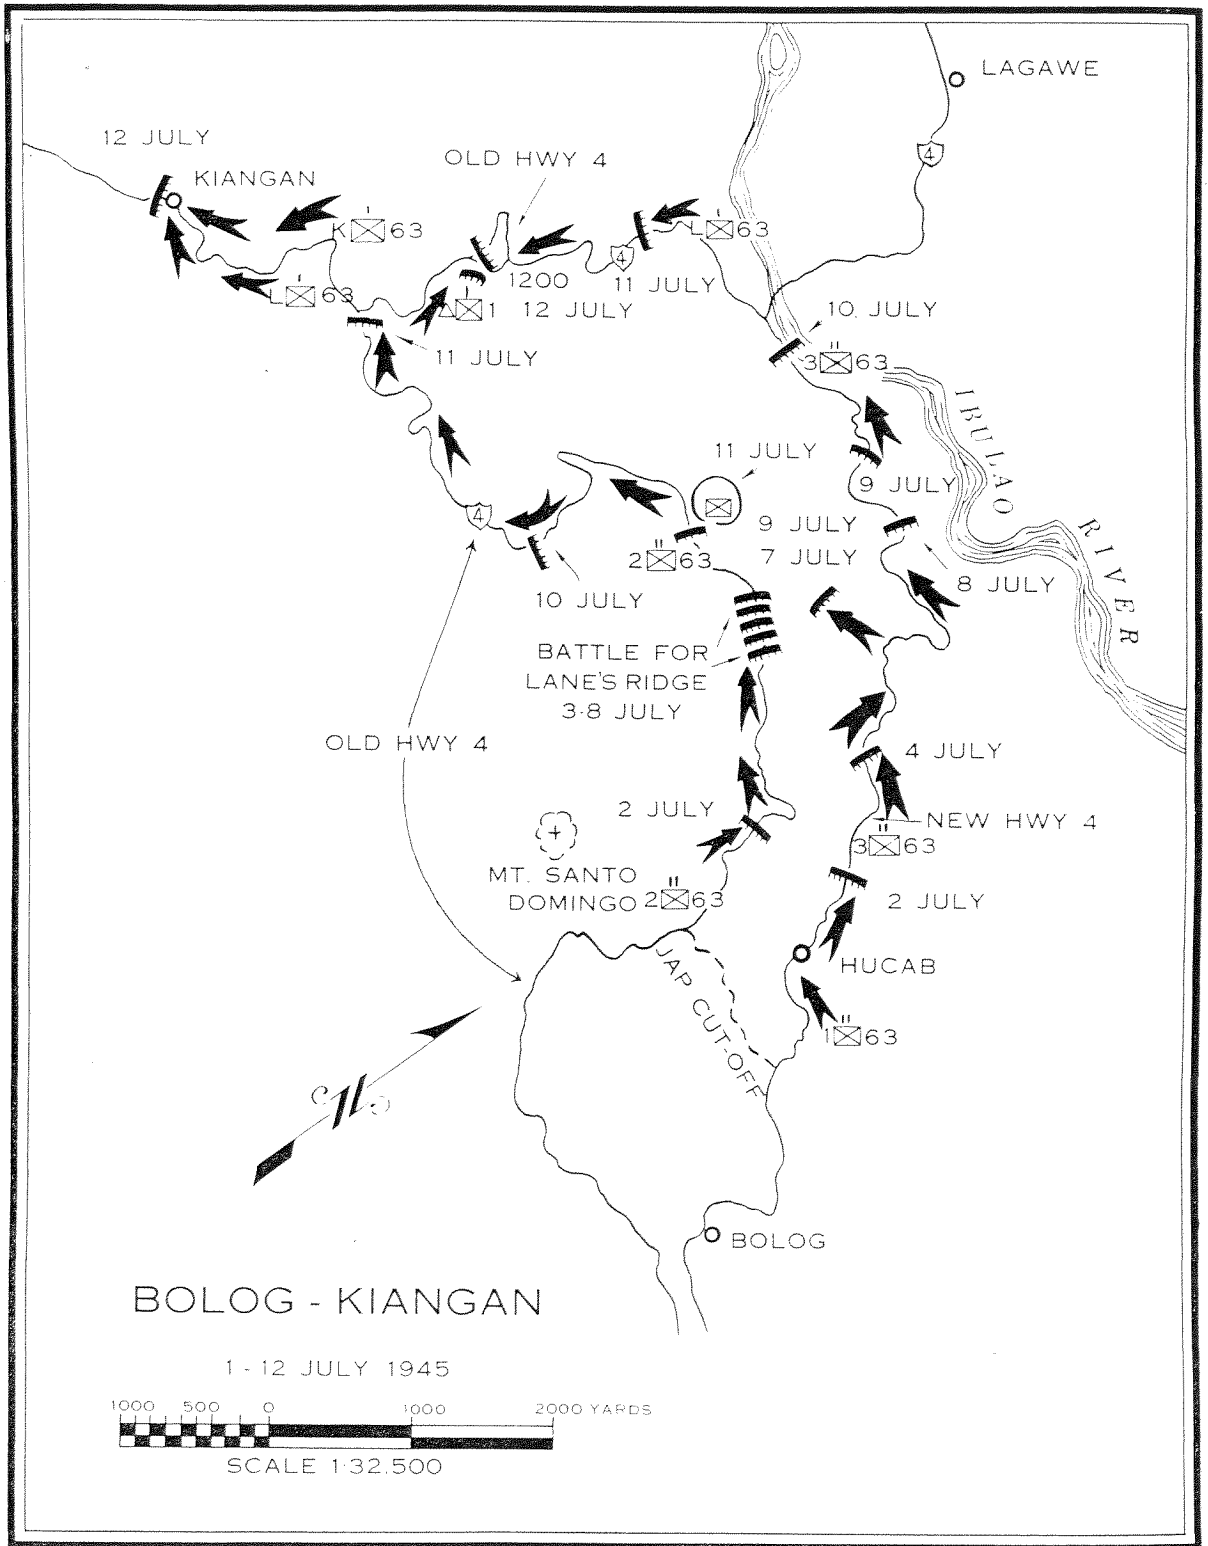 LAGAWE
12 JULY
4
OLD HWY 4
KIANGAN
K 63
L 63
4
1200
11 JULY
L 63
1 12 JULY
10 JULY
11 JULY
3 63
IBULAO RIVER
11 JULY
9 JULY
4
9 JULY
7 JULY
2 63
8 JULY
10 JULY
BATTLE FOR
LANE'S RIDGE
3-8 JULY
OLD HWY 4
4 JULY
2 JULY
NEW HWY 4
3 63
MT. SANTO
DOMINGO
2 63
2 JULY
HUCAB
JAP CUT-OFF
1 63
N
BOLOG
BOLOG - KIANGAN
1 - 12 JULY 1945
1000 500 0 1000 2000 YARDS
SCALE 1:32,500